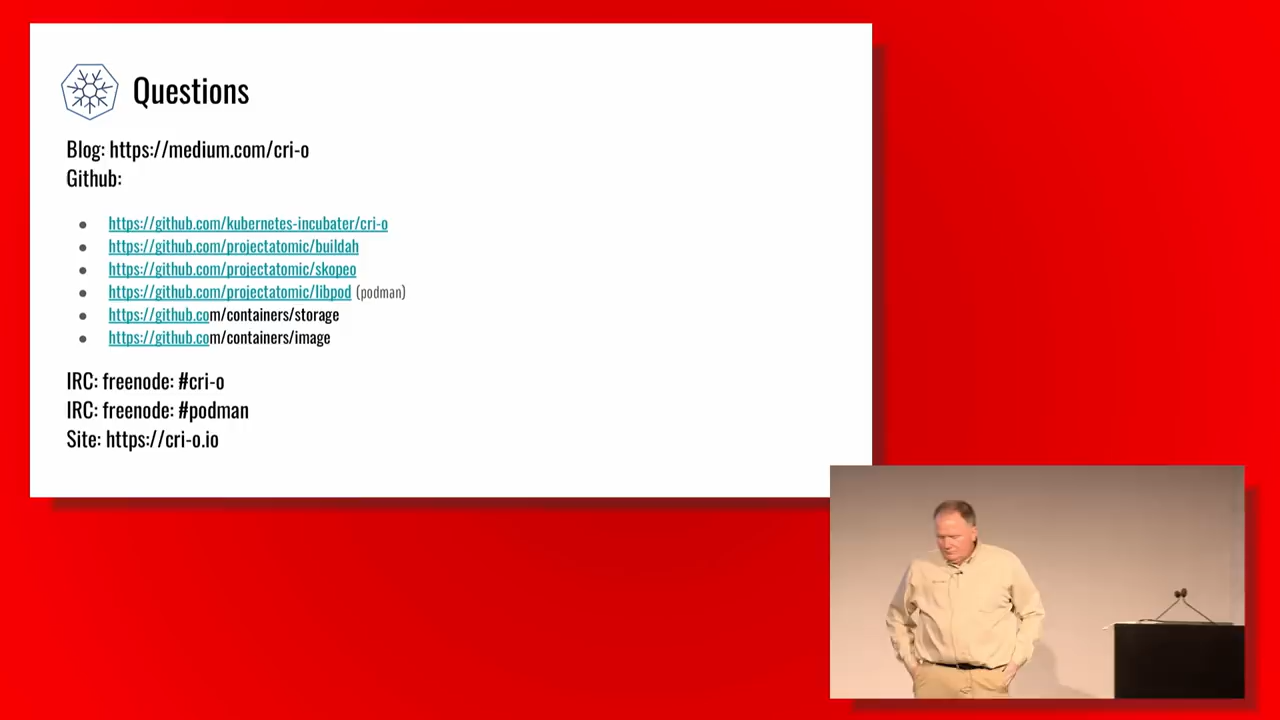 Questions
Blog: https://medium.com/cri-o
Github:
● https://github.com/kubernetes-incubater/cri-o
● https://github.com/projectatomic/buildah
● https://github.com/projectatomic/skopeo
● https://github.com/projectatomic/libpod (podman)
● https://github.com/containers/storage
● https://github.com/containers/image
IRC: freenode: #cri-o
IRC: freenode: #podman
Site: https://cri-o.io